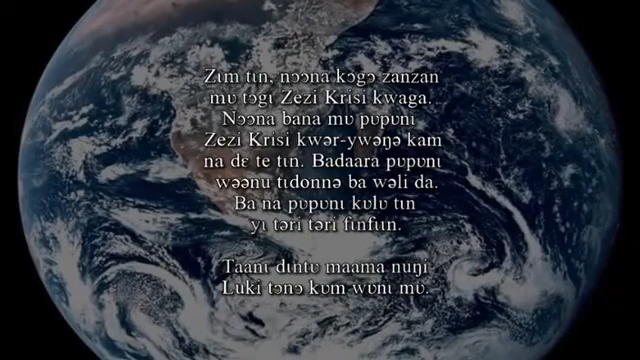 Zɩm tɩn, nɔɔna kɔgɔ zanzan
mʋ tɔgɩ Zezi Krisi kwaga.
Nɔɔna bana mʋ pʋpʋnɩ
Zezi Krisi kwər-ywəŋə kam
na dɛ te tɩn. Badaara pʋpʋnɩ
wəənu tɩdonnə ba wəli da.
Ba na pʋpʋnɩ kʋlʋ tɩn
yɩ təri təri fɩnfɩɩn.
Taanɩ dɩntʋ maama nuŋi
Luki tɔnɔ kʋm wʋnɩ mʋ.